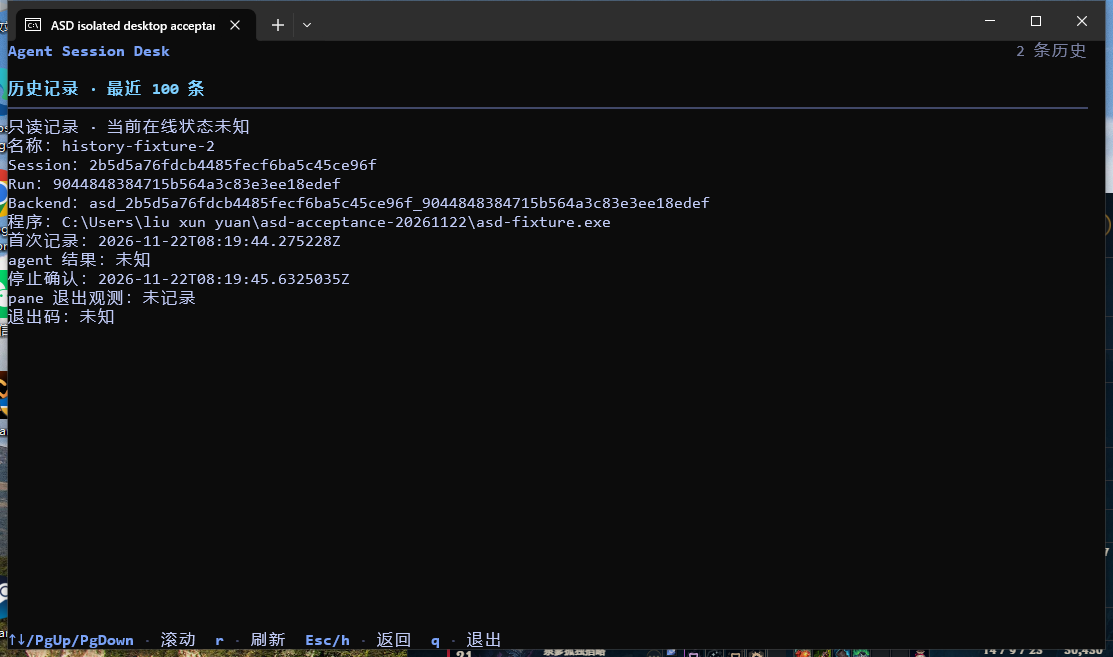 ASD isolated desktop acceptar
Agent Session Desk
2 条历史
历史记录 · 最近 100 条
只读记录 · 当前在线状态未知
名称: history-fixture-2
Session: 2b5d5a76fdcb4485fecf6ba5c45ce96f
Run: 9044848384715b564a3c83e3ee18edef
Backend: asd_2b5d5a76fdcb4485fecf6ba5c45ce96f_9044848384715b564a3c83e3ee18edef
程序: C:\Users\liu xun yuan\asd-acceptance-20261122\asd-fixture.exe
首次记录: 2026-11-22T08:19:44.275228Z
agent 结果: 未知
停止确认: 2026-11-22T08:19:45.6325035Z
pane 退出观测: 未记录
退出码: 未知
↑↓/PgUp/PgDown · 滚动 r · 刷新 Esc/h · 返回 q · 退出